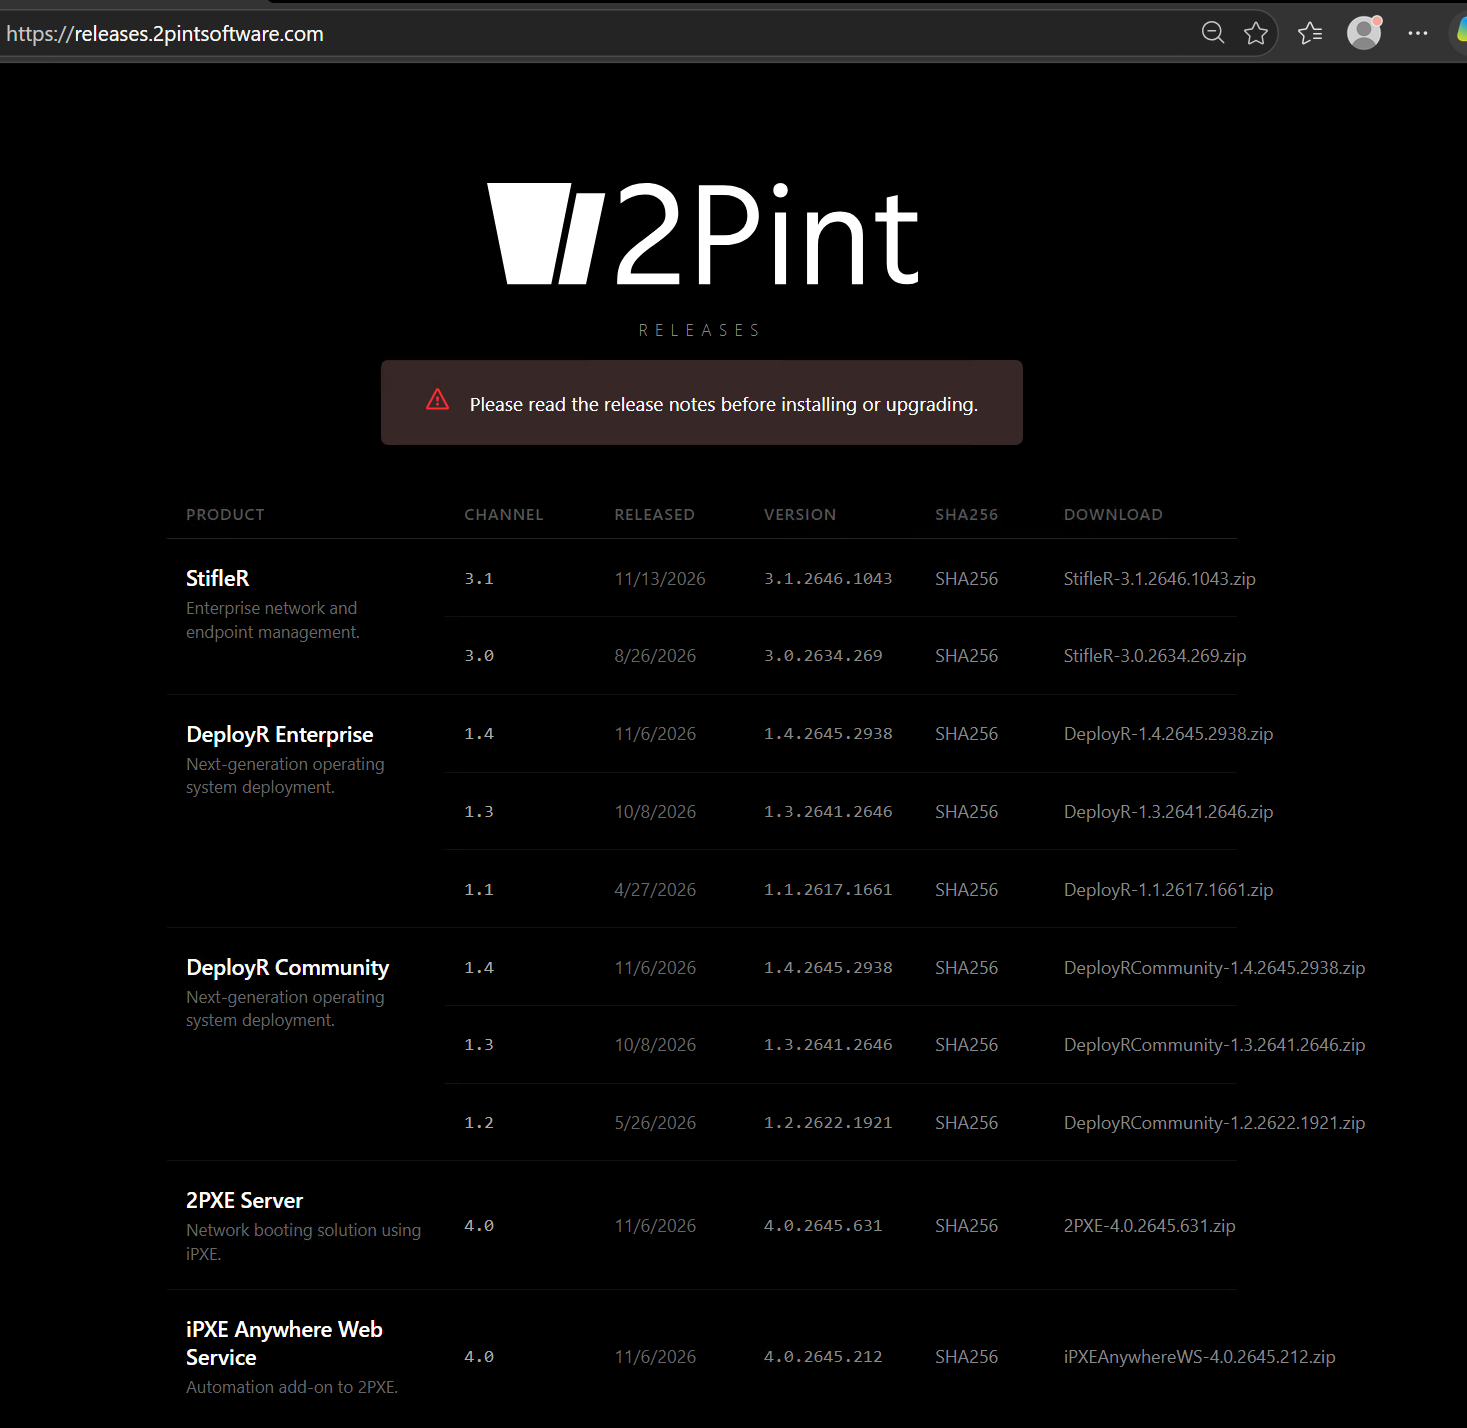 https://releases.2pintsoftware.com
2Pint
RELEASES
Please read the release notes before installing or upgrading.
PRODUCT CHANNEL RELEASED VERSION SHA256 DOWNLOAD
StifleR 3.1 11/13/2026 3.1.2646.1043 SHA256 StifleR-3.1.2646.1043.zip
Enterprise network and
endpoint management.
3.0 8/26/2026 3.0.2634.269 SHA256 StifleR-3.0.2634.269.zip
DeployR Enterprise 1.4 11/6/2026 1.4.2645.2938 SHA256 DeployR-1.4.2645.2938.zip
Next-generation operating
system deployment.
1.3 10/8/2026 1.3.2641.2646 SHA256 DeployR-1.3.2641.2646.zip
1.1 4/27/2026 1.1.2617.1661 SHA256 DeployR-1.1.2617.1661.zip
DeployR Community 1.4 11/6/2026 1.4.2645.2938 SHA256 DeployRCommunity-1.4.2645.2938.zip
Next-generation operating
system deployment.
1.3 10/8/2026 1.3.2641.2646 SHA256 DeployRCommunity-1.3.2641.2646.zip
1.2 5/26/2026 1.2.2622.1921 SHA256 DeployRCommunity-1.2.2622.1921.zip
2PXE Server
Network booting solution using
iPXE.
4.0 11/6/2026 4.0.2645.631 SHA256 2PXE-4.0.2645.631.zip
iPXE Anywhere Web
Service
Automation add-on to 2PXE.
4.0 11/6/2026 4.0.2645.212 SHA256 iPXEAnywhereWS-4.0.2645.212.zip